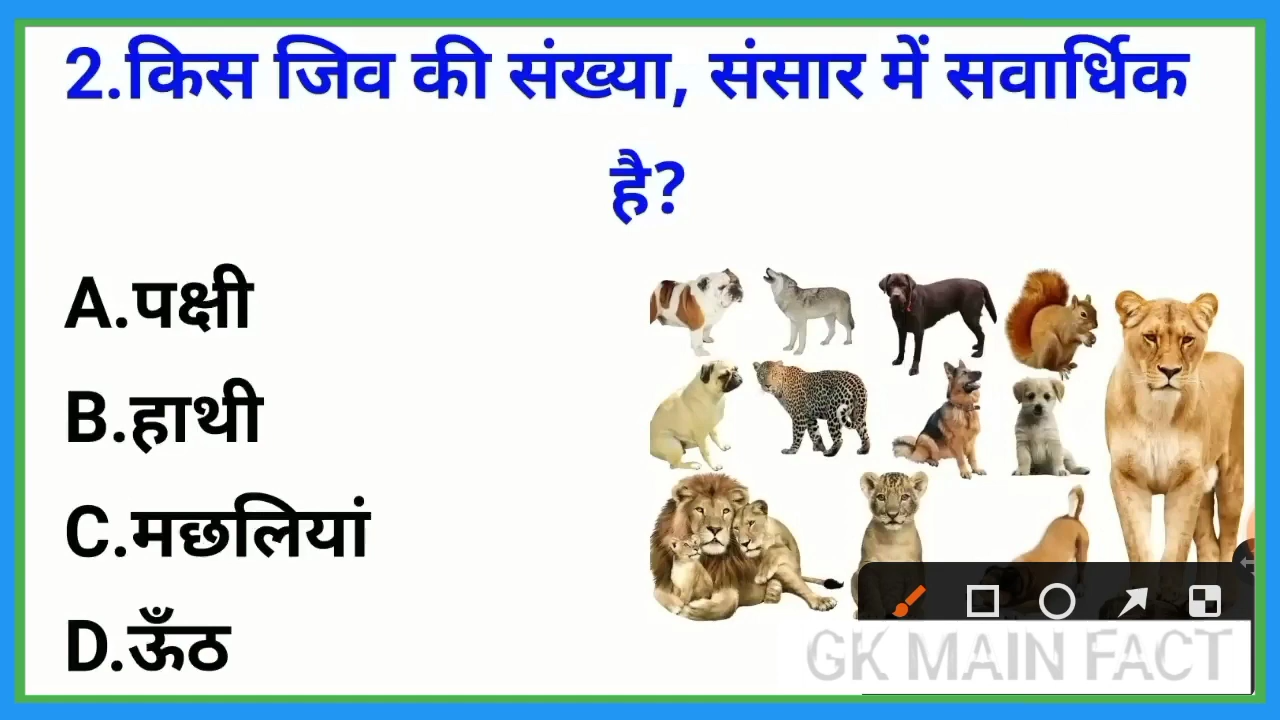 2.किस जिव की संख्या, संसार में सवार्धिक
है?
A.पक्षी
B.हाथी
C.मछलियां
D.ऊँठ
GK MAIN FACT